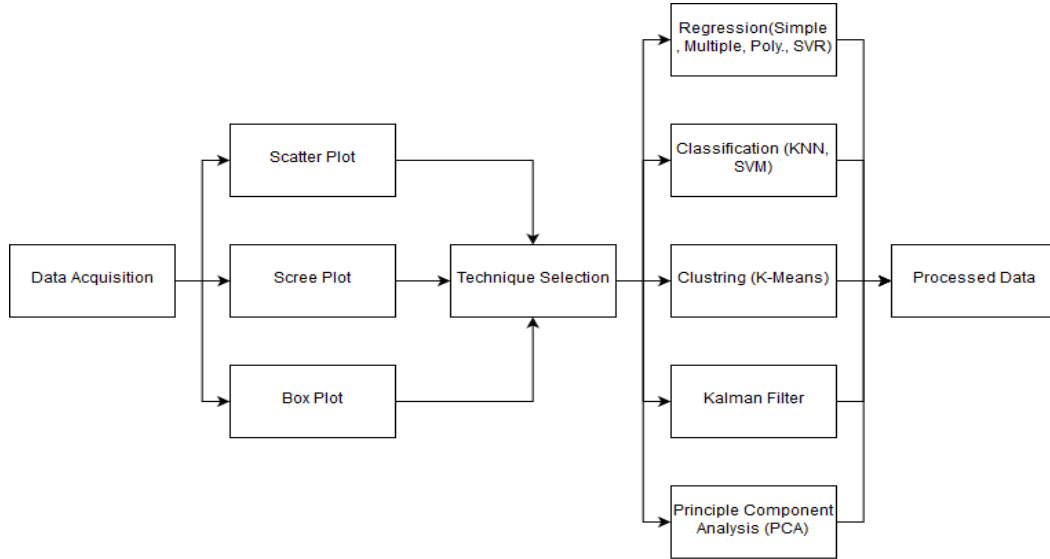 Regression(Simple
, Multiple, Poly., SVR)
Scatter Plot
Classification (KNN,
SVM)
Data Acquisition
Scree Plot
Technique Selection
Clustring (K-Means)
Processed Data
Box Plot
Kalman Filter
Principle Component
Analysis (PCA)